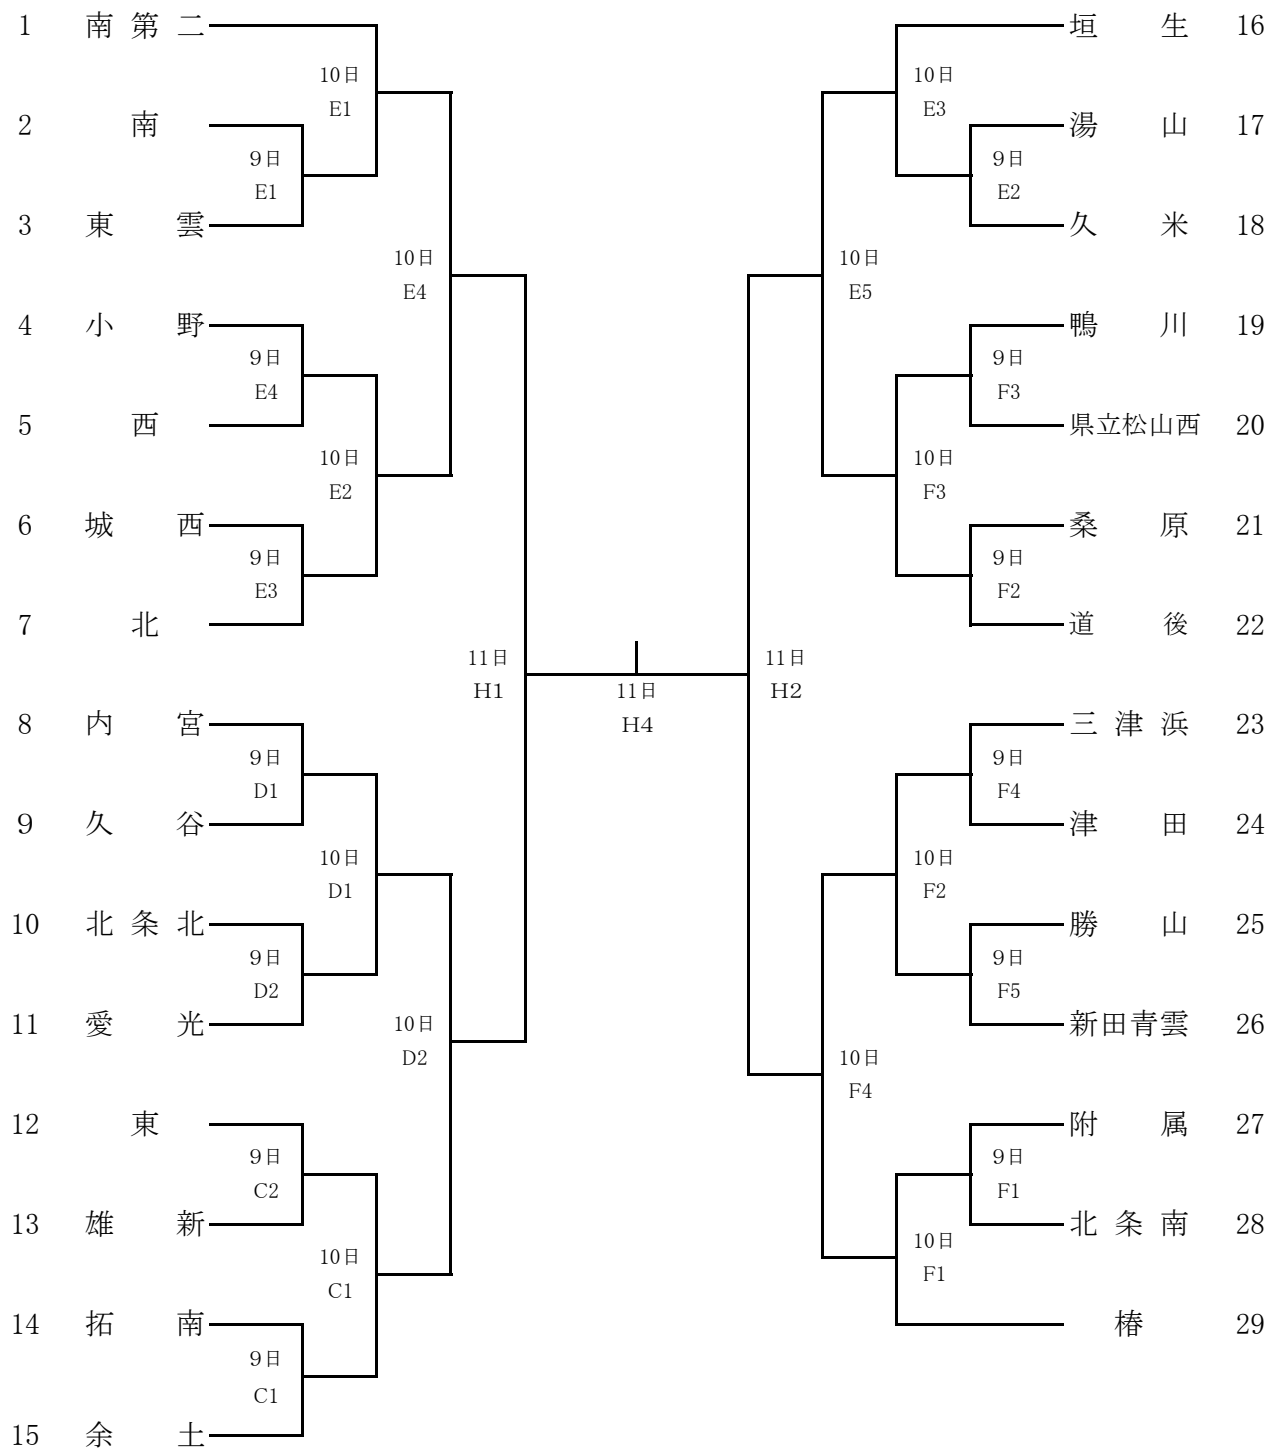 1 南第二
10日
E1
2 南
9日
E1
3 東雲
10日
E4
4 小野
9日
E4
5 西
10日
E2
6 城西
9日
E3
7 北
11日
H1
8 内宮
9日
D1
9 久谷
10日
D1
10 北条北
9日
D2
11 愛光
10日
D2
12 東
9日
C2
13 雄新
10日
C1
14 拓南
9日
C1
15 余土
11日
H4
垣生 16
10日
E3
湯山 17
9日
E2
久米 18
10日
E5
鴨川 19
9日
F3
県立松山西 20
10日
F3
桑原 21
9日
F2
道後 22
11日
H2
三津浜 23
9日
F4
津田 24
10日
F2
勝山 25
9日
F5
新田青雲 26
10日
F4
附属 27
9日
F1
北条南 28
10日
F1
椿 29